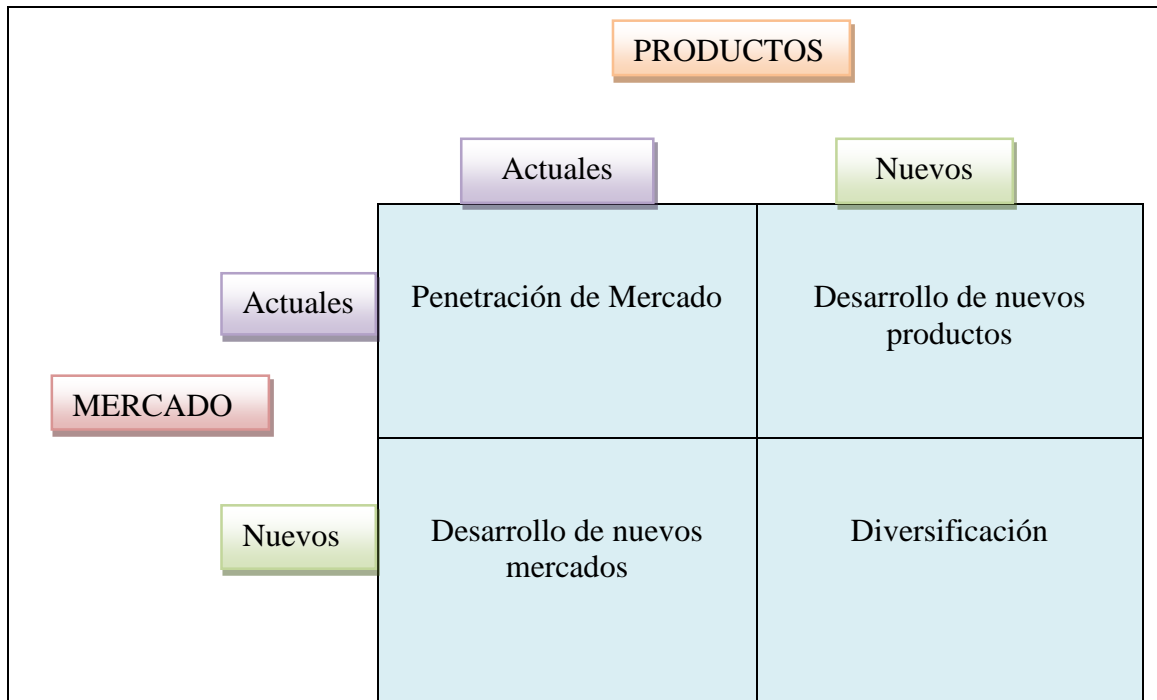 PRODUCTOS
Actuales
Nuevos
Actuales
Penetración de Mercado
Desarrollo de nuevos
productos
MERCADO
Nuevos
Desarrollo de nuevos
mercados
Diversificación